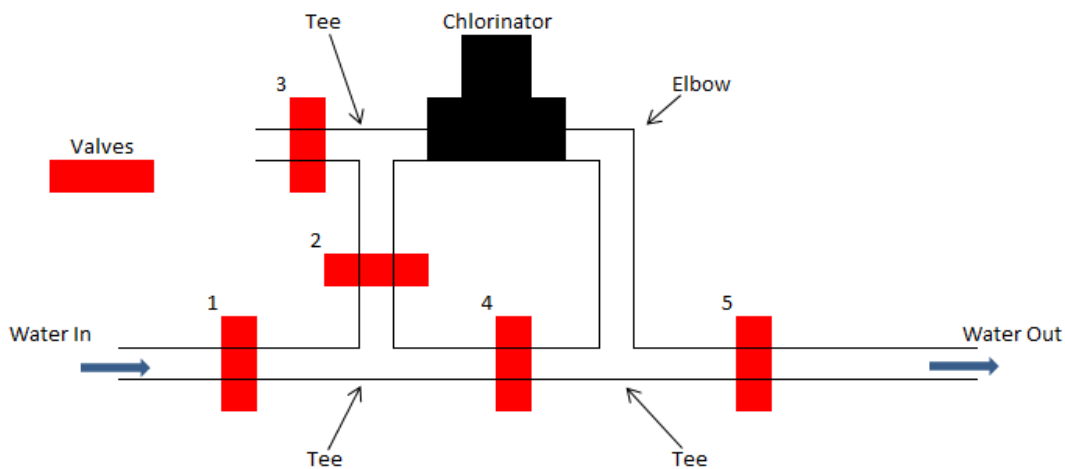 Tee
Chlorinator
3
Elbow
Valves
2
1
4
5
Water In
Water Out
Tee
Tee